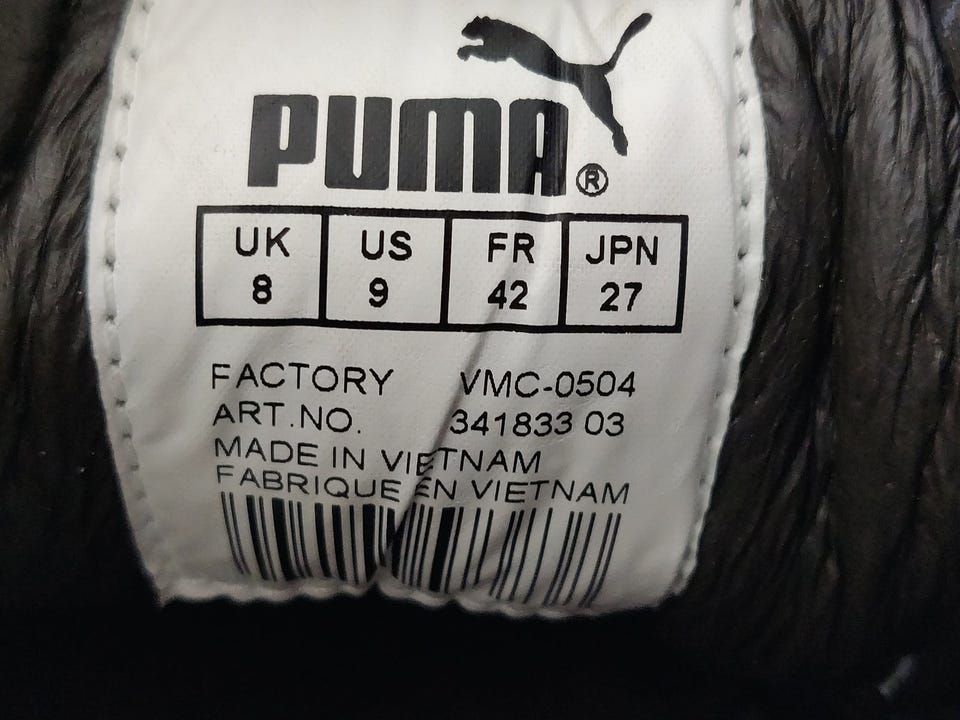 PUMA®
UK US FR JPN
8 9 42 27
FACTORY VMC-0504
ART.NO. 341833 03
MADE IN VIETNAM
FABRIQUE EN VIETNAM